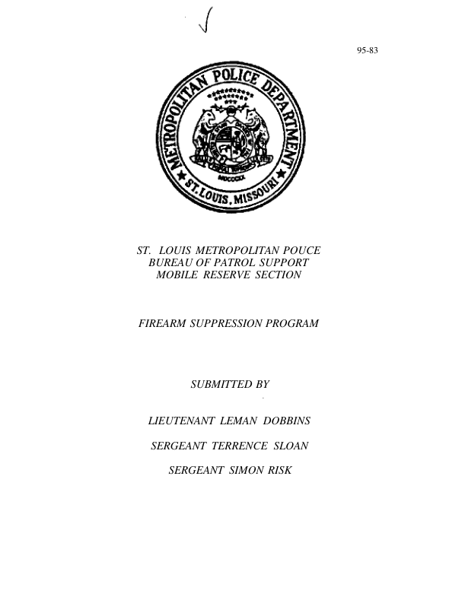 95-83
METROPOLITAN POLICE DEPARTMENT
MDCCCXX
★ ST. LOUIS, MISSOURI ★
ST. LOUIS METROPOLITAN POUCE
BUREAU OF PATROL SUPPORT
MOBILE RESERVE SECTION
FIREARM SUPPRESSION PROGRAM
SUBMITTED BY
LIEUTENANT LEMAN DOBBINS
SERGEANT TERRENCE SLOAN
SERGEANT SIMON RISK